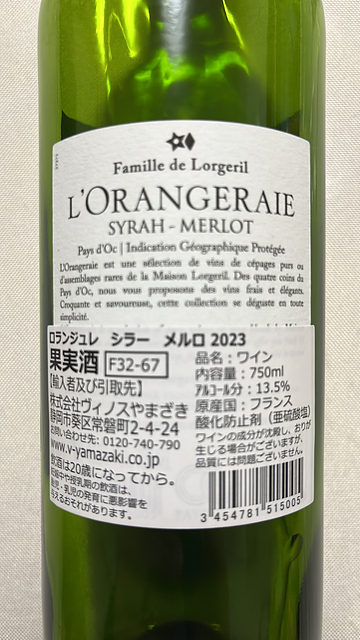 Famille de Lorgeril
L'ORANGERAIE
SYRAH - MERLOT
Pays d'Oc | Indication Géographique Protégée
L'Orangeraie est une sélection de vins de cépages purs ou
d'assemblages rares de la Maison Lorgeril. Des quatre coins du
Pays d'Oc, nous vous proposons des vins frais et élégants.
Croquante et savoureuse, cette collection se déguste en toute
simplicité.
ロランジュレ シラー メルロ 2023
果実酒 F32-67
【輸入者及び引取先】
株式会社ヴィノスやまざき
静岡市葵区常磐町2-4-24
お問い合わせ先: 0120-740-790
www.v-yamazaki.co.jp
飲酒は20歳になってから。
妊娠中や授乳期の飲酒は、
胎児・乳児の発育に悪影響を
与えるおそれがあります。
品名：ワイン
内容量：750ml
アルコール分：13.5%
原産国：フランス
酸化防止剤（亜硫酸塩）
ワインの成分が沈殿し、おりが
生じる場合がございますが、
品質には問題ございません。
3 454781 515005